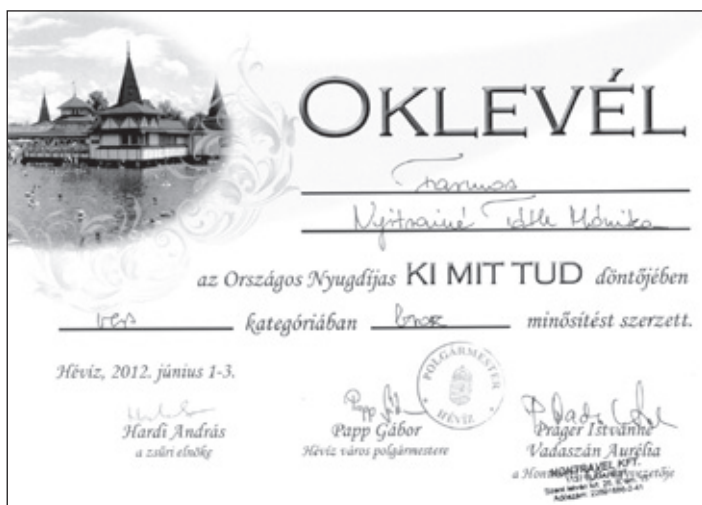 OKLEVÉL
Farmos
Nyitrainé Tóth Mónika
az Országos Nyugdíjas KI MIT TUD döntőjében
vers kategóriában bronz minősítést szerzett.
Hévíz, 2012. június 1-3.
POLGÁRMESTER
HÉVÍZ
Hardi András
a zsűri elnöke
Papp Gábor
Hévíz város polgármestere
Práger Istvánné
Vadaszán Aurélia
a
MONTRAVEL KFT.